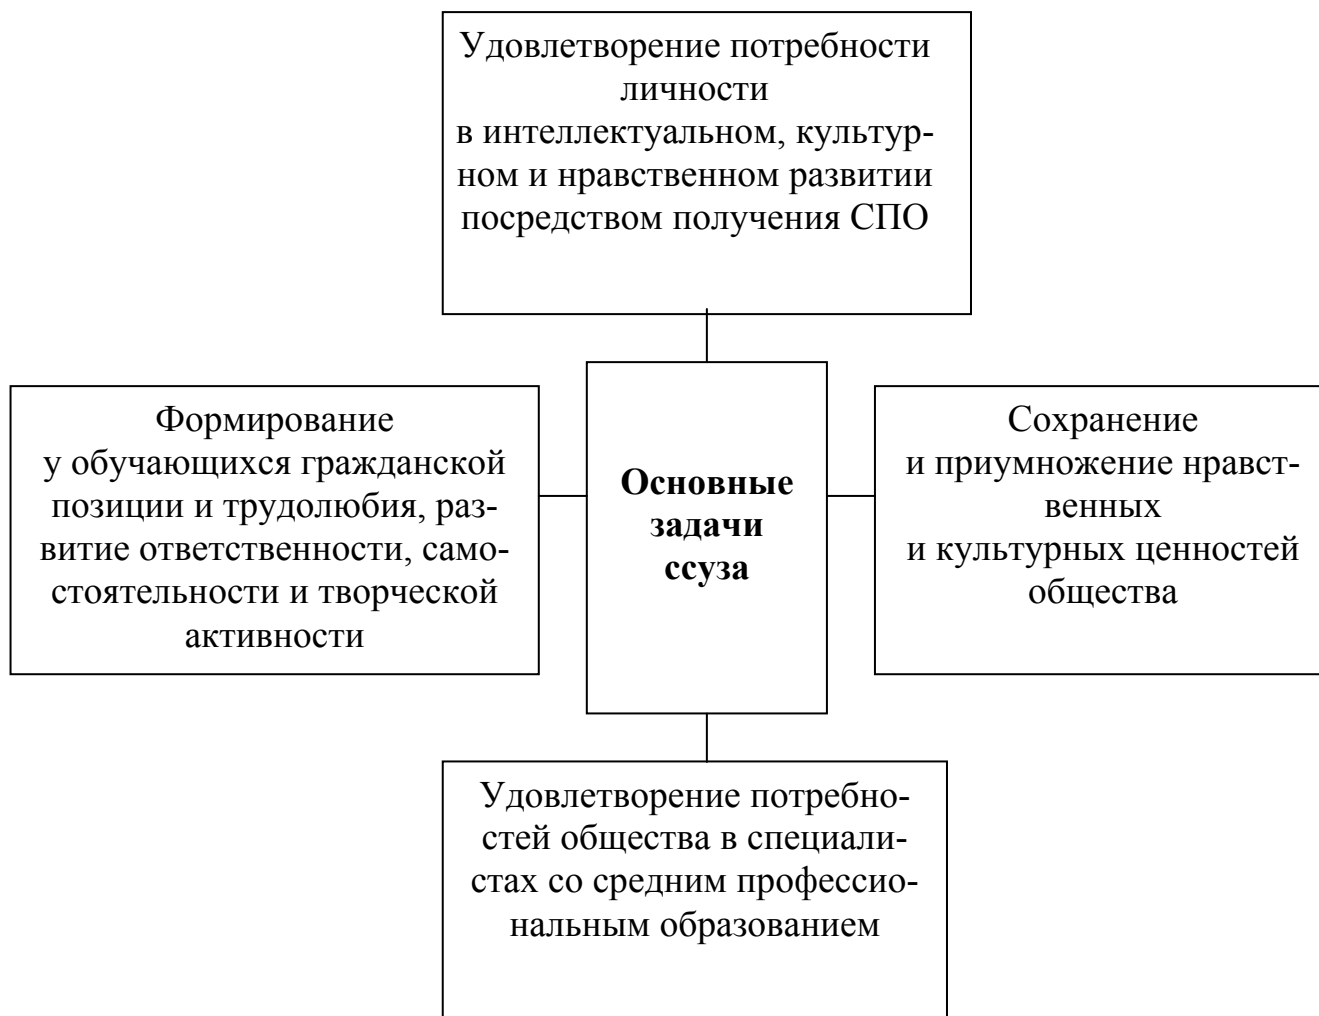 Удовлетворение потребности
личности
в интеллектуальном, культур-
ном и нравственном развитии
посредством получения СПО
Формирование
у обучающихся гражданской
позиции и трудолюбия, раз-
витие ответственности, само-
стоятельности и творческой
активности
Основные
задачи
ссуза
Сохранение
и приумножение нравст-
венных
и культурных ценностей
общества
Удовлетворение потребно-
стей общества в специали-
стах со средним профессио-
нальным образованием